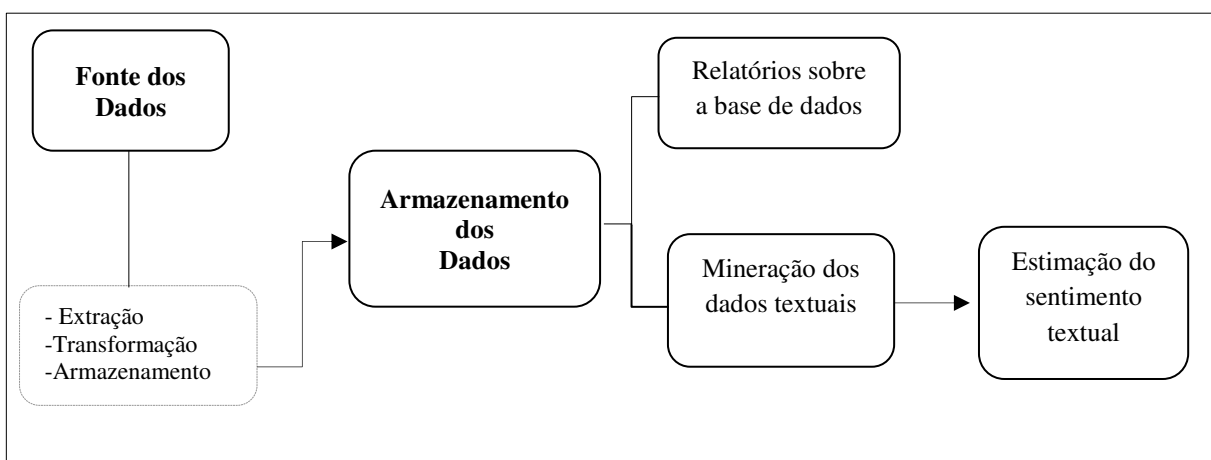 Fonte dos
Dados
- Extração
-Transformação
-Armazenamento
Armazenamento
dos
Dados
Relatórios sobre
a base de dados
Mineração dos
dados textuais
Estimação do
sentimento
textual